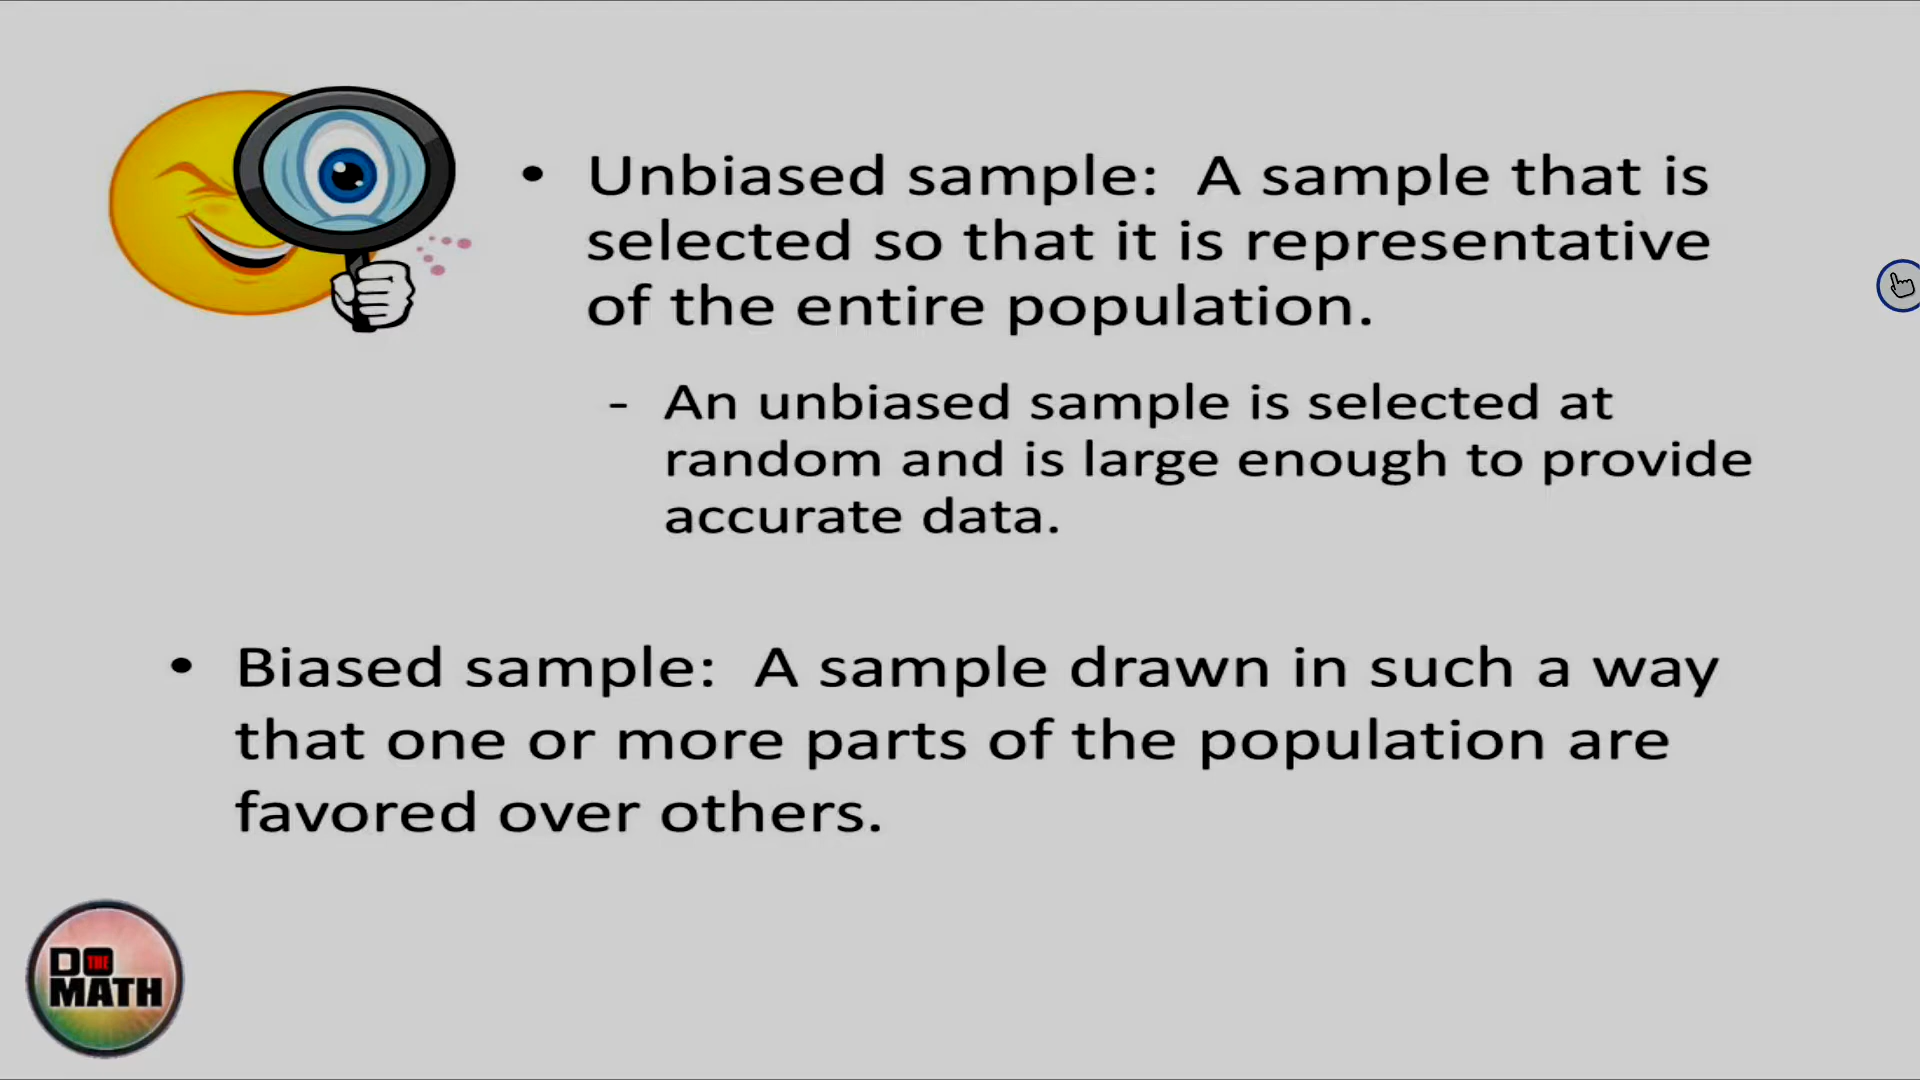 • Unbiased sample:  A sample that is
selected so that it is representative
of the entire population.
- An unbiased sample is selected at
random and is large enough to provide
accurate data.
• Biased sample:  A sample drawn in such a way
that one or more parts of the population are
favored over others.
DO THE
MATH